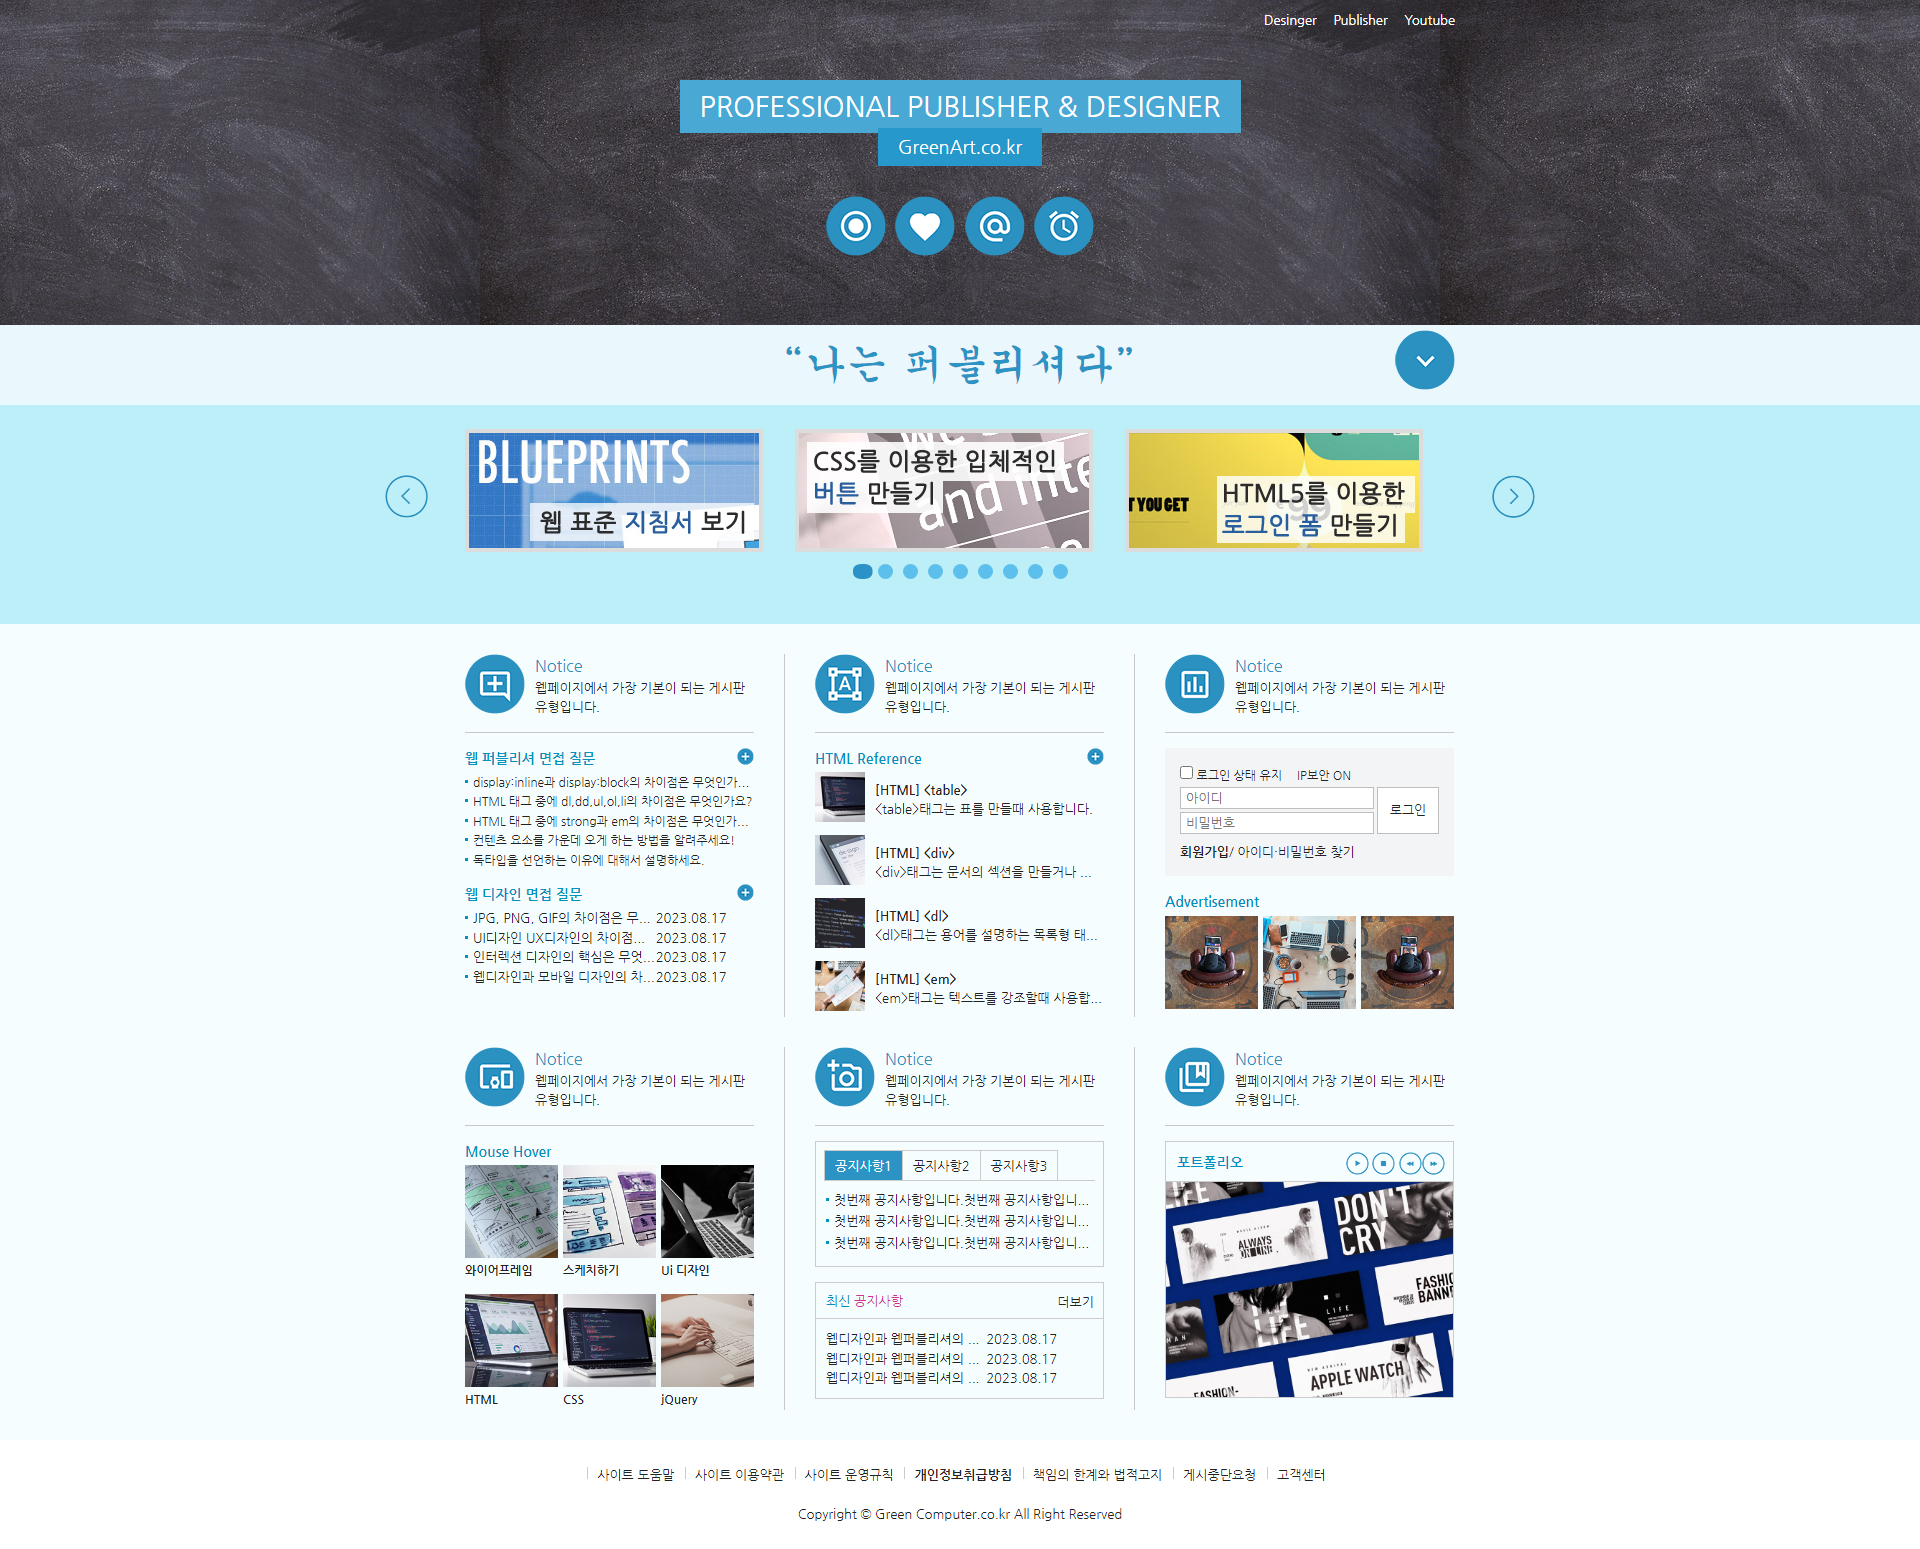 Desinger Publisher Youtube
PROFESSIONAL PUBLISHER & DESIGNER
GreenArt.co.kr
“나는 퍼블리셔다”
BLUEPRINTS
웹 표준 지침서 보기
CSS를 이용한 입체적인
버튼 만들기
and inte
T YOU GET
HTML5를 이용한
로그인 폼 만들기
Notice
웹페이지에서 가장 기본이 되는 게시판
유형입니다.
웹 퍼블리셔 면접 질문
display:inline과 display:block의 차이점은 무엇인가...
HTML 태그 중에 dl,dd,ul,ol,li의 차이점은 무엇인가요?
HTML 태그 중에 strong과 em의 차이점은 무엇인가...
컨텐츠 요소를 가운데 오게 하는 방법을 알려주세요!
독타입을 선언하는 이유에 대해서 설명하세요.
웹 디자인 면접 질문
JPG, PNG, GIF의 차이점은 무... 2023.08.17
UI디자인 UX디자인의 차이점... 2023.08.17
인터렉션 디자인의 핵심은 무엇... 2023.08.17
웹디자인과 모바일 디자인의 차... 2023.08.17
Notice
웹페이지에서 가장 기본이 되는 게시판
유형입니다.
HTML Reference
[HTML] <table>
<table>태그는 표를 만들때 사용합니다.
[HTML] <div>
<div>태그는 문서의 섹션을 만들거나 ...
[HTML] <dl>
<dl>태그는 용어를 설명하는 목록형 태...
[HTML] <em>
<em>태그는 텍스트를 강조할때 사용합...
Notice
웹페이지에서 가장 기본이 되는 게시판
유형입니다.
로그인 상태 유지 IP보안 ON
아이디
비밀번호
로그인
회원가입/ 아이디·비밀번호 찾기
Advertisement
Notice
웹페이지에서 가장 기본이 되는 게시판
유형입니다.
Mouse Hover
와이어프레임 스케치하기 Ui 디자인
HTML CSS jQuery
Notice
웹페이지에서 가장 기본이 되는 게시판
유형입니다.
공지사항1 공지사항2 공지사항3
첫번째 공지사항입니다.첫번째 공지사항입니...
첫번째 공지사항입니다.첫번째 공지사항입니...
첫번째 공지사항입니다.첫번째 공지사항입니...
최신 공지사항 더보기
웹디자인과 웹퍼블리셔의 ... 2023.08.17
웹디자인과 웹퍼블리셔의 ... 2023.08.17
웹디자인과 웹퍼블리셔의 ... 2023.08.17
Notice
웹페이지에서 가장 기본이 되는 게시판
유형입니다.
포트폴리오
LIFE
DON'T
CRY
ALWAYS
ON LINE.
LIFE
FASHIO
BANNE
LIFE
APPLE WATCH
FASHION-
사이트 도움말 사이트 이용약관 사이트 운영규칙 개인정보취급방침 책임의 한계와 법적고지 게시중단요청 고객센터
Copyright © Green Computer.co.kr All Right Reserved